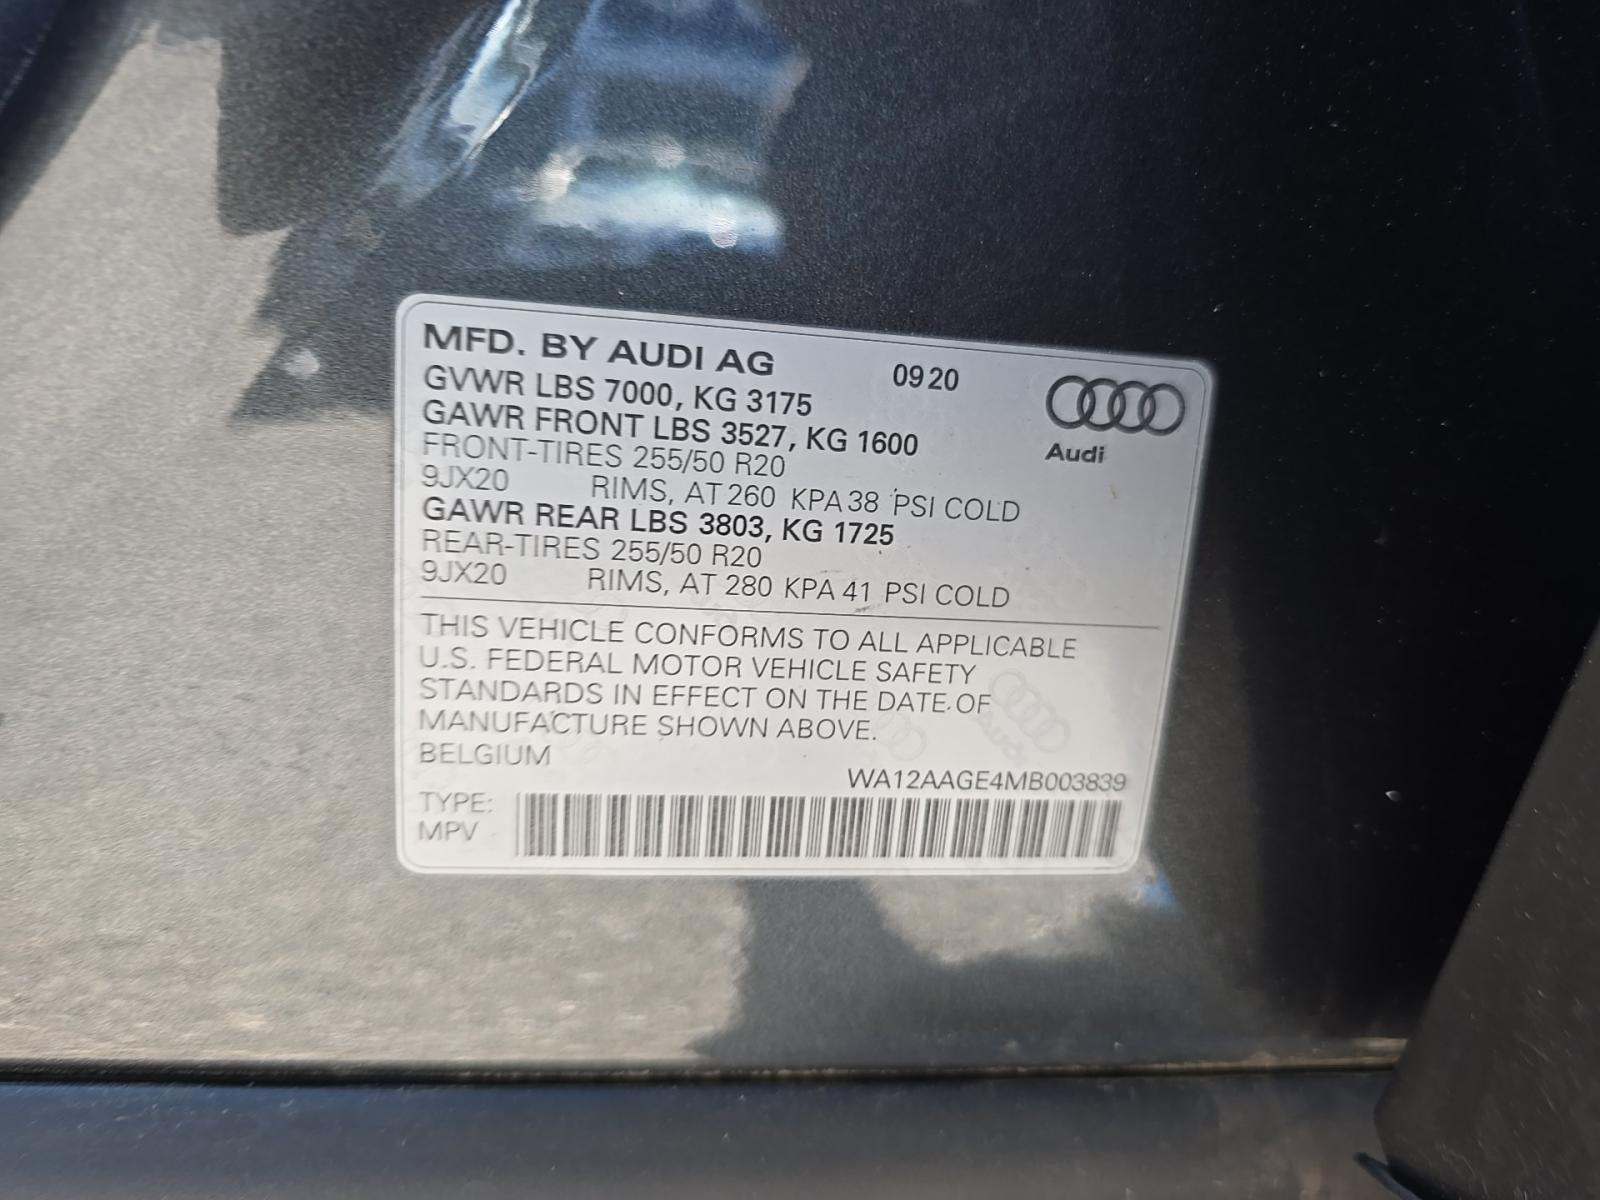 MFD. BY AUDI AG 09 20
GVWR LBS 7000, KG 3175
GAWR FRONT LBS 3527, KG 1600
Audi
FRONT-TIRES 255/50 R20
9JX20 RIMS, AT 260 KPA 38 PSI COLD
GAWR REAR LBS 3803, KG 1725
REAR-TIRES 255/50 R20
9JX20 RIMS, AT 280 KPA 41 PSI COLD
THIS VEHICLE CONFORMS TO ALL APPLICABLE
U.S. FEDERAL MOTOR VEHICLE SAFETY
STANDARDS IN EFFECT ON THE DATE OF
MANUFACTURE SHOWN ABOVE.
BELGIUM
WA12AAGE4MB003839
TYPE:
MPV